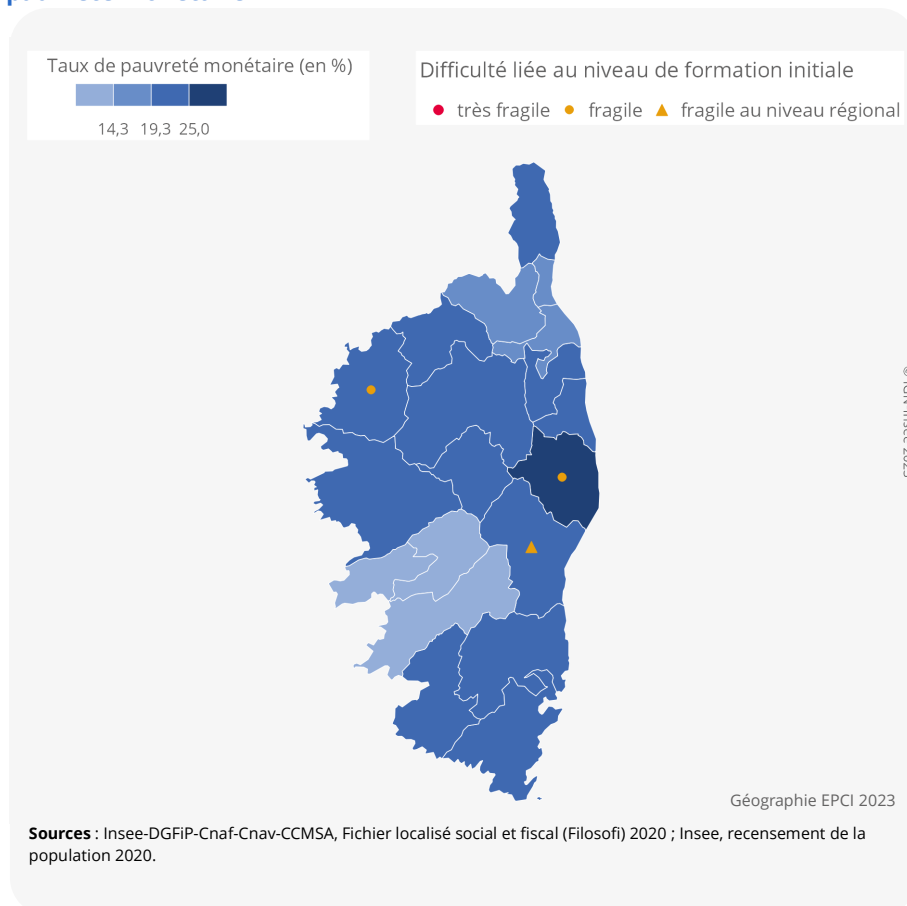 Taux de pauvreté monétaire (en %)
14,3 19,3 25,0
Difficulté liée au niveau de formation initiale
très fragile fragile fragile au niveau régional
Géographie EPCI 2023
Sources : Insee-DGFiP-Cnaf-Cnav-CCMSA, Fichier localisé social et fiscal (Filosofi) 2020 ; Insee, recensement de la
population 2020.